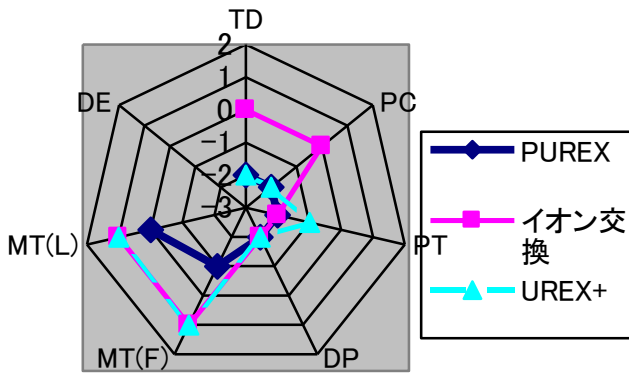 TD
2
1
0
-1
-2
-3
DE
PC
MT(L)
PT
MT(F)
DP
PUREX
イオン交
換
UREX+